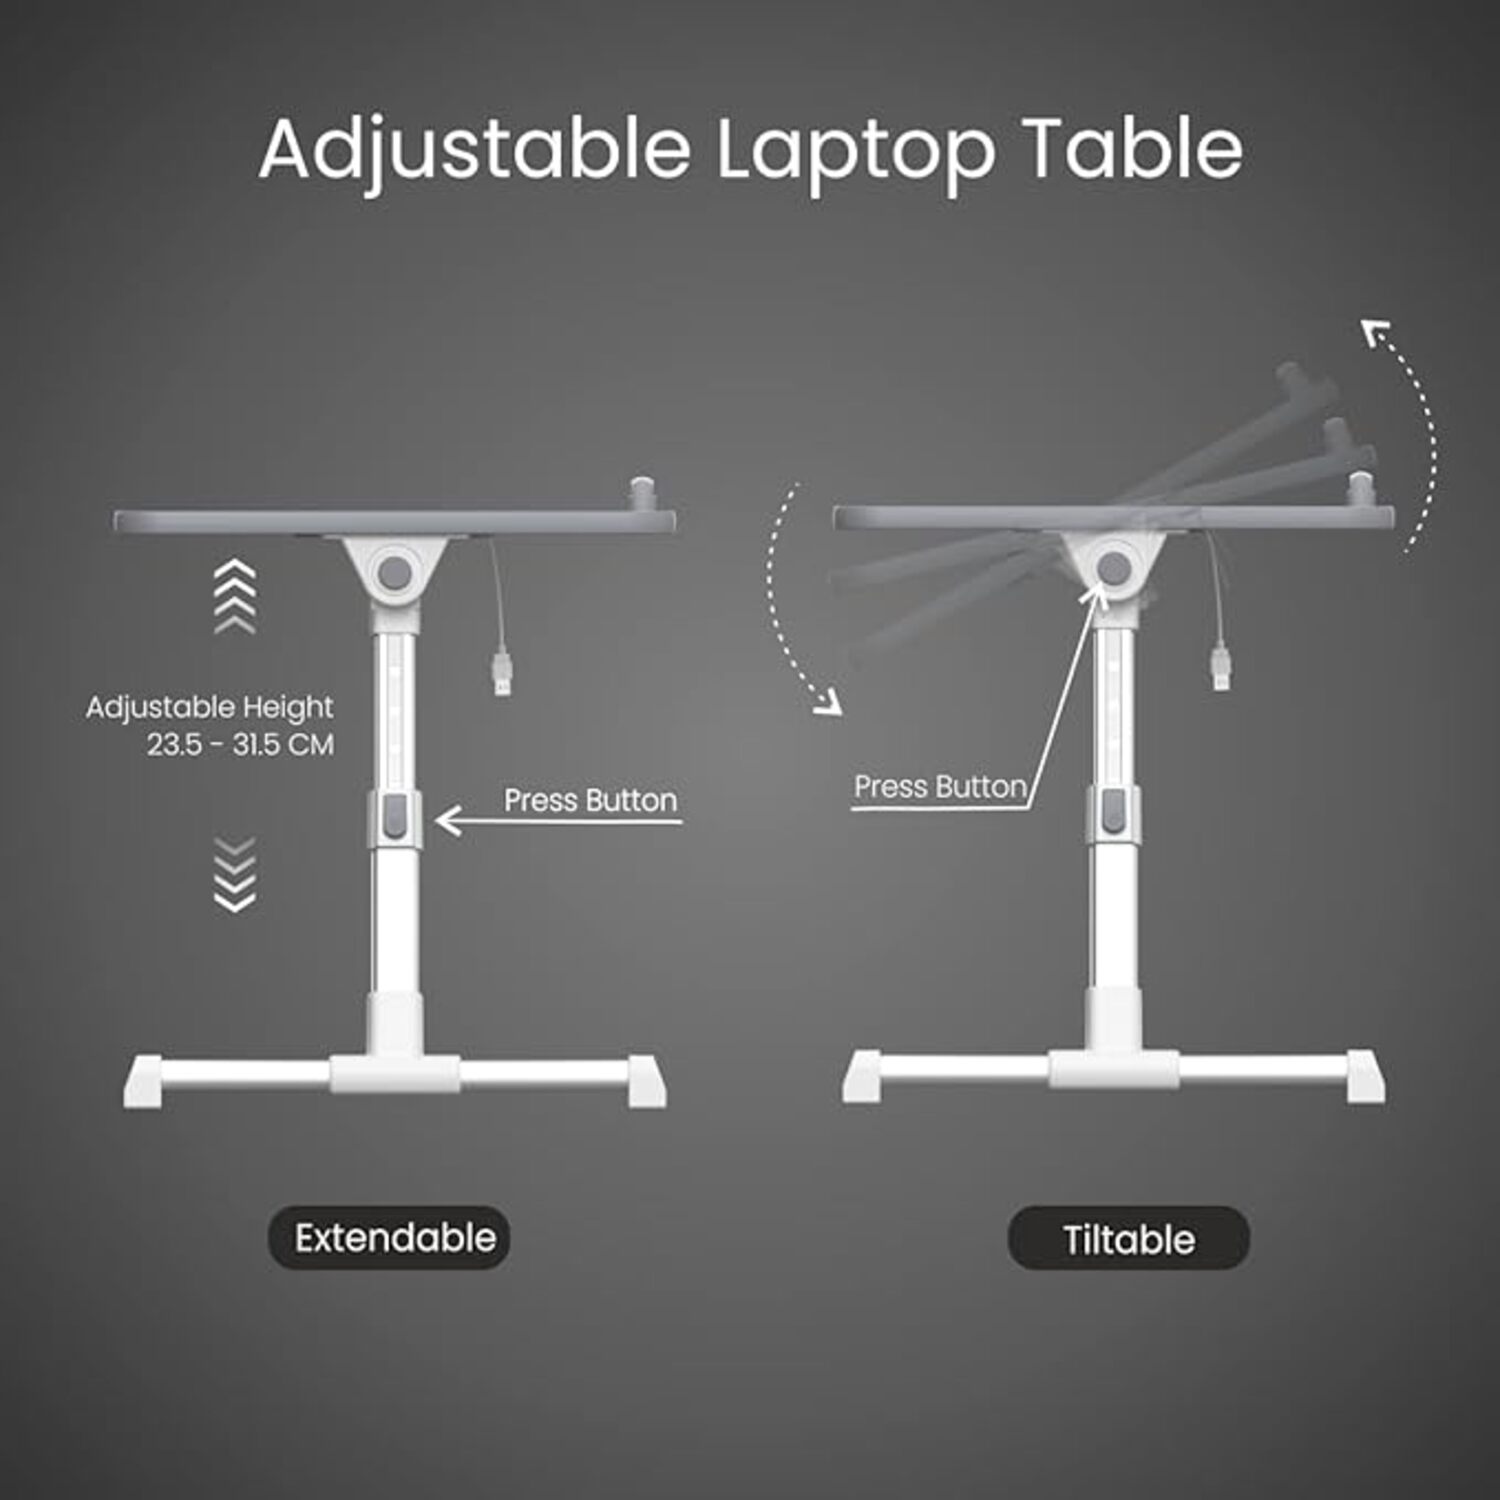 Adjustable Laptop Table
Adjustable Height
23.5 - 31.5 CM
Press Button
Press Button
Extendable
Tiltable